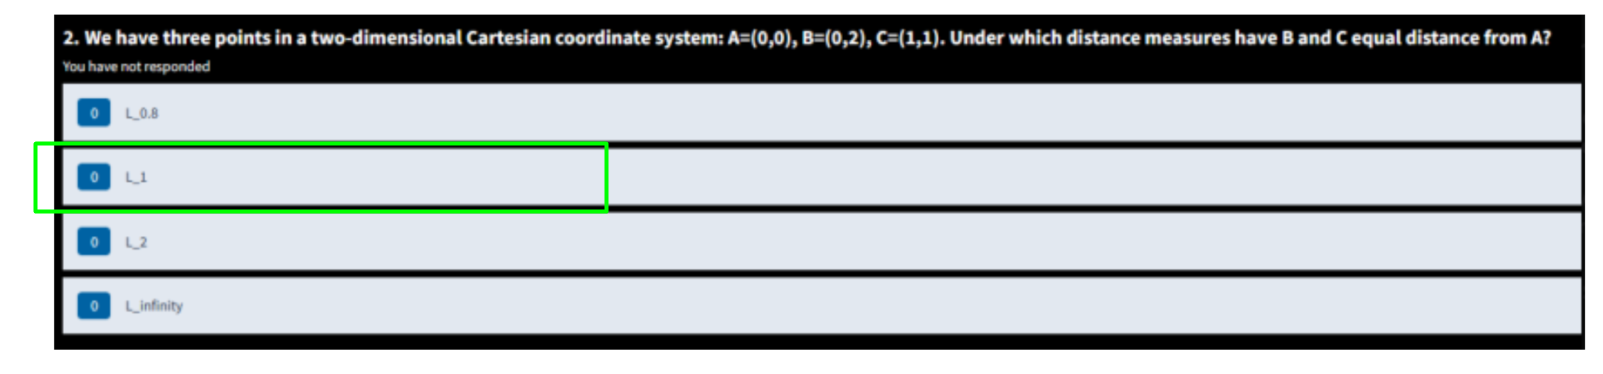 2. We have three points in a two-dimensional Cartesian coordinate system: A=(0,0), B=(0,2), C=(1,1). Under which distance measures have B and C equal distance from A?
You have not responded
0 L_0.8
0 L_1
0 L_2
0 L_infinity